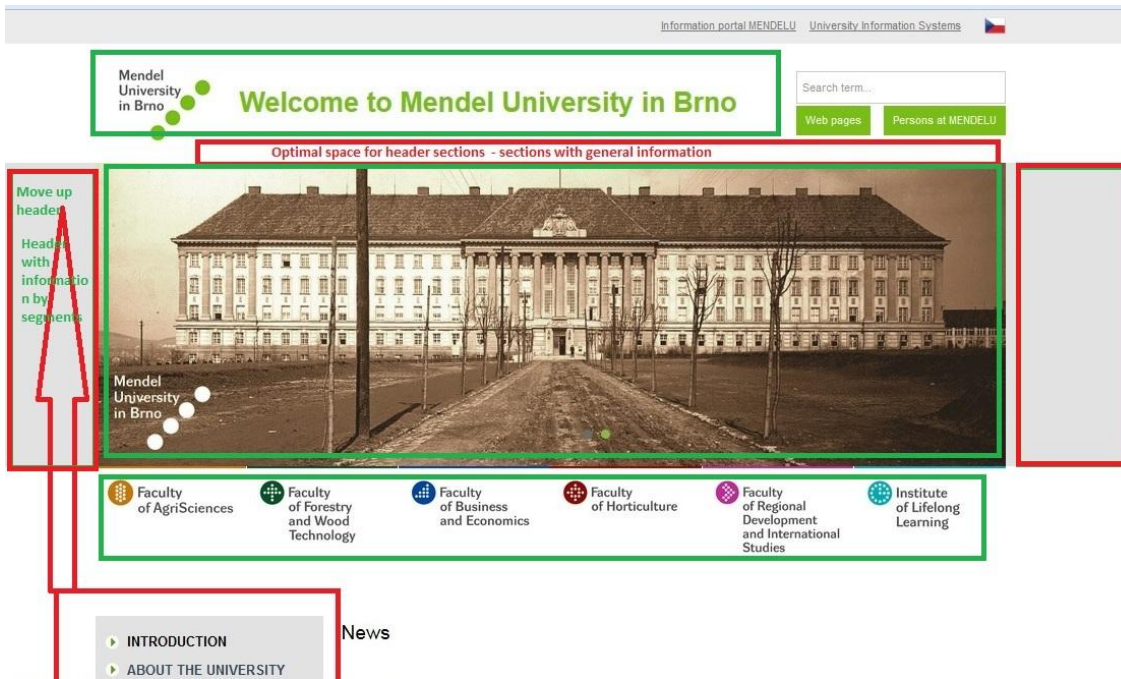 Information portal MENDELU University Information Systems
Mendel
University
in Brno
Welcome to Mendel University in Brno
Search term...
Web pages Persons at MENDELU
Optimal space for header sections - sections with general information
Move up
header
Header
with
informatio
n by
segments
Mendel
University
in Brno
Faculty
of AgriSciences
Faculty
of Forestry
and Wood
Technology
Faculty
of Business
and Economics
Faculty
of Horticulture
Faculty
of Regional
Development
and International
Studies
Institute
of Lifelong
Learning
News
INTRODUCTION
ABOUT THE UNIVERSITY